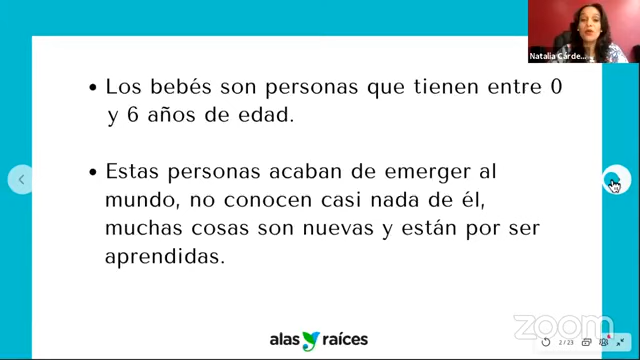 Natalia Cárde...
• Los bebés son personas que tienen entre 0
y 6 años de edad.
• Estas personas acaban de emerger al
mundo, no conocen casi nada de él,
muchas cosas son nuevas y están por ser
aprendidas.
alas y raíces
zoom
2 / 23